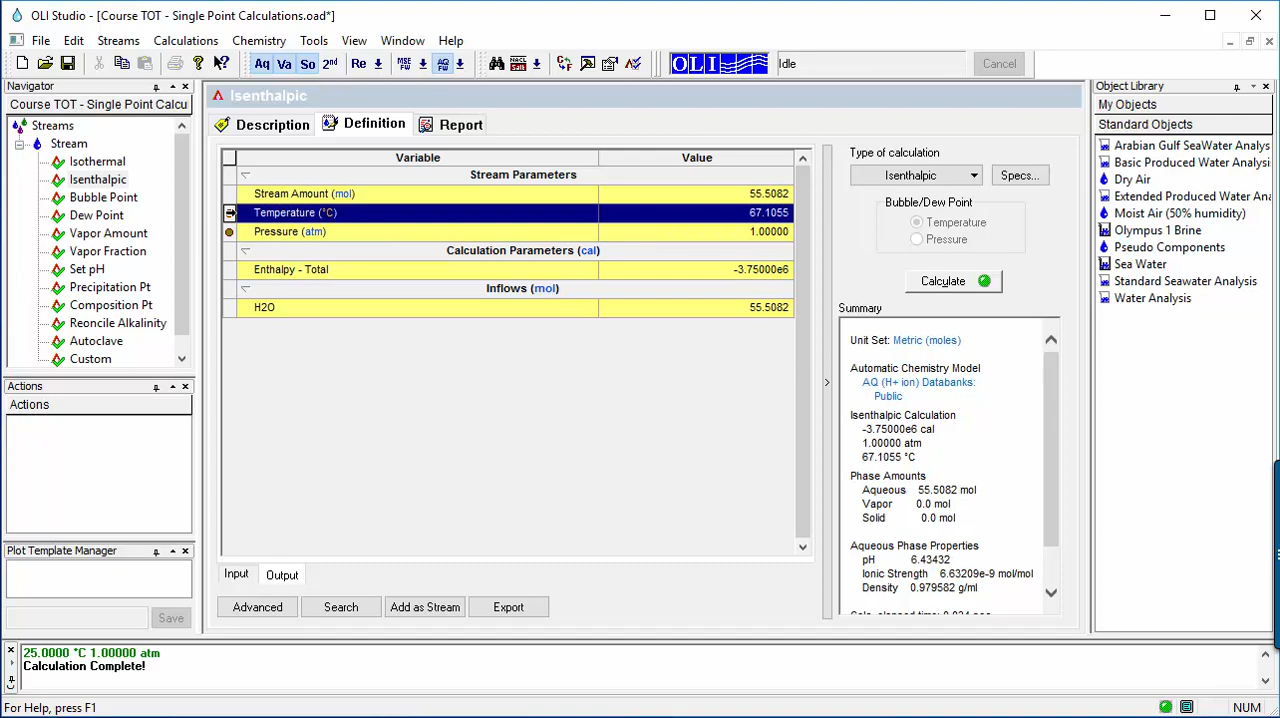 OLI Studio - [Course TOT - Single Point Calculations.oad*]
File Edit Streams Calculations Chemistry Tools Views Window Help
Aq Va So 2nd Re MSE FW AQ FW OLI Idle Cancel
Navigator
Course TOT - Single Point Calcu
Streams
Stream
Isothermal
Isenthalpic
Bubble Point
Dew Point
Vapor Amount
Vapor Fraction
Set pH
Precipitation Pt
Composition Pt
Reconcile Alkalinity
Autoclave
Custom
Actions
Actions
Plot Template Manager
Save
Isenthalpic
Description Definition Report
Variable Value
Stream Parameters
Stream Amount (mol) 55.5082
Temperature (°C) 67.1055
Pressure (atm) 1.00000
Calculation Parameters (cal)
Enthalpy - Total -3.75000e6
Inflows (mol)
H2O 55.5082
Input Output
Advanced Search Add as Stream Export
Type of calculation
Isenthalpic Specs...
Bubble/Dew Point
Temperature
Pressure
Calculate
Summary
Unit Set: Metric (moles)
Automatic Chemistry Model
AQ (H+ ion) Databanks:
Public
Isenthalpic Calculation
-3.75000e6 cal
1.00000 atm
67.1055 °C
Phase Amounts
Aqueous 55.5082 mol
Vapor 0.0 mol
Solid 0.0 mol
Aqueous Phase Properties
pH 6.43432
Ionic Strength 6.63209e-9 mol/mol
Density 0.979582 g/ml
Object Library
My Objects
Standard Objects
Arabian Gulf SeaWater Analys
Basic Produced Water Analysi
Dry Air
Extended Produced Water Ana
Moist Air (50% humidity)
Olympus 1 Brine
Pseudo Components
Sea Water
Standard Seawater Analysis
Water Analysis
25.0000 °C 1.00000 atm
Calculation Complete!
For Help, press F1 NUM